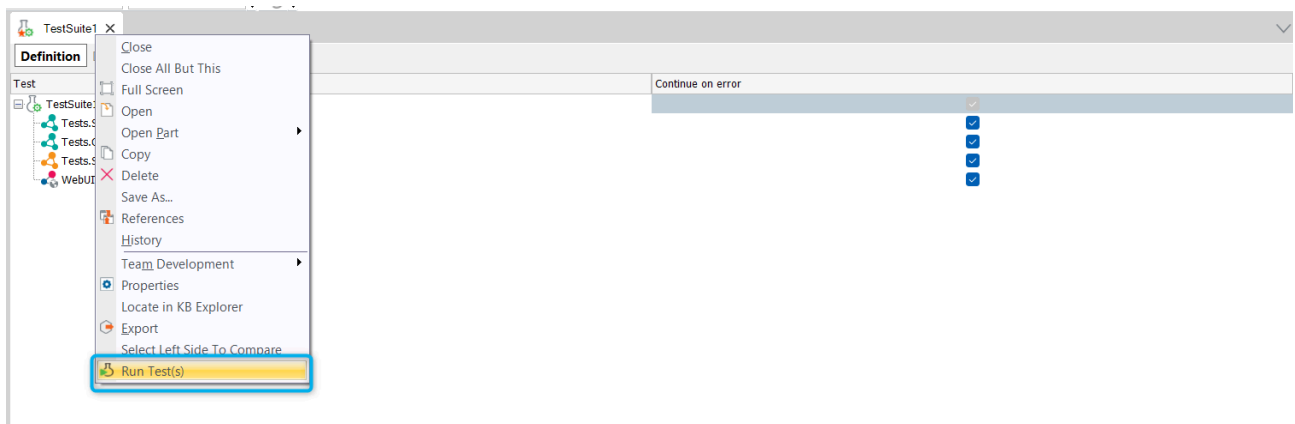 TestSuite1 X
Definition
Test
Continue on error
TestSuite1
Tests.S
Tests.
Tests.S
WebUI
Close
Close All But This
Full Screen
Open
Open Part
Copy
Delete
Save As...
References
History
Team Development
Properties
Locate in KB Explorer
Export
Select Left Side To Compare
Run Test(s)